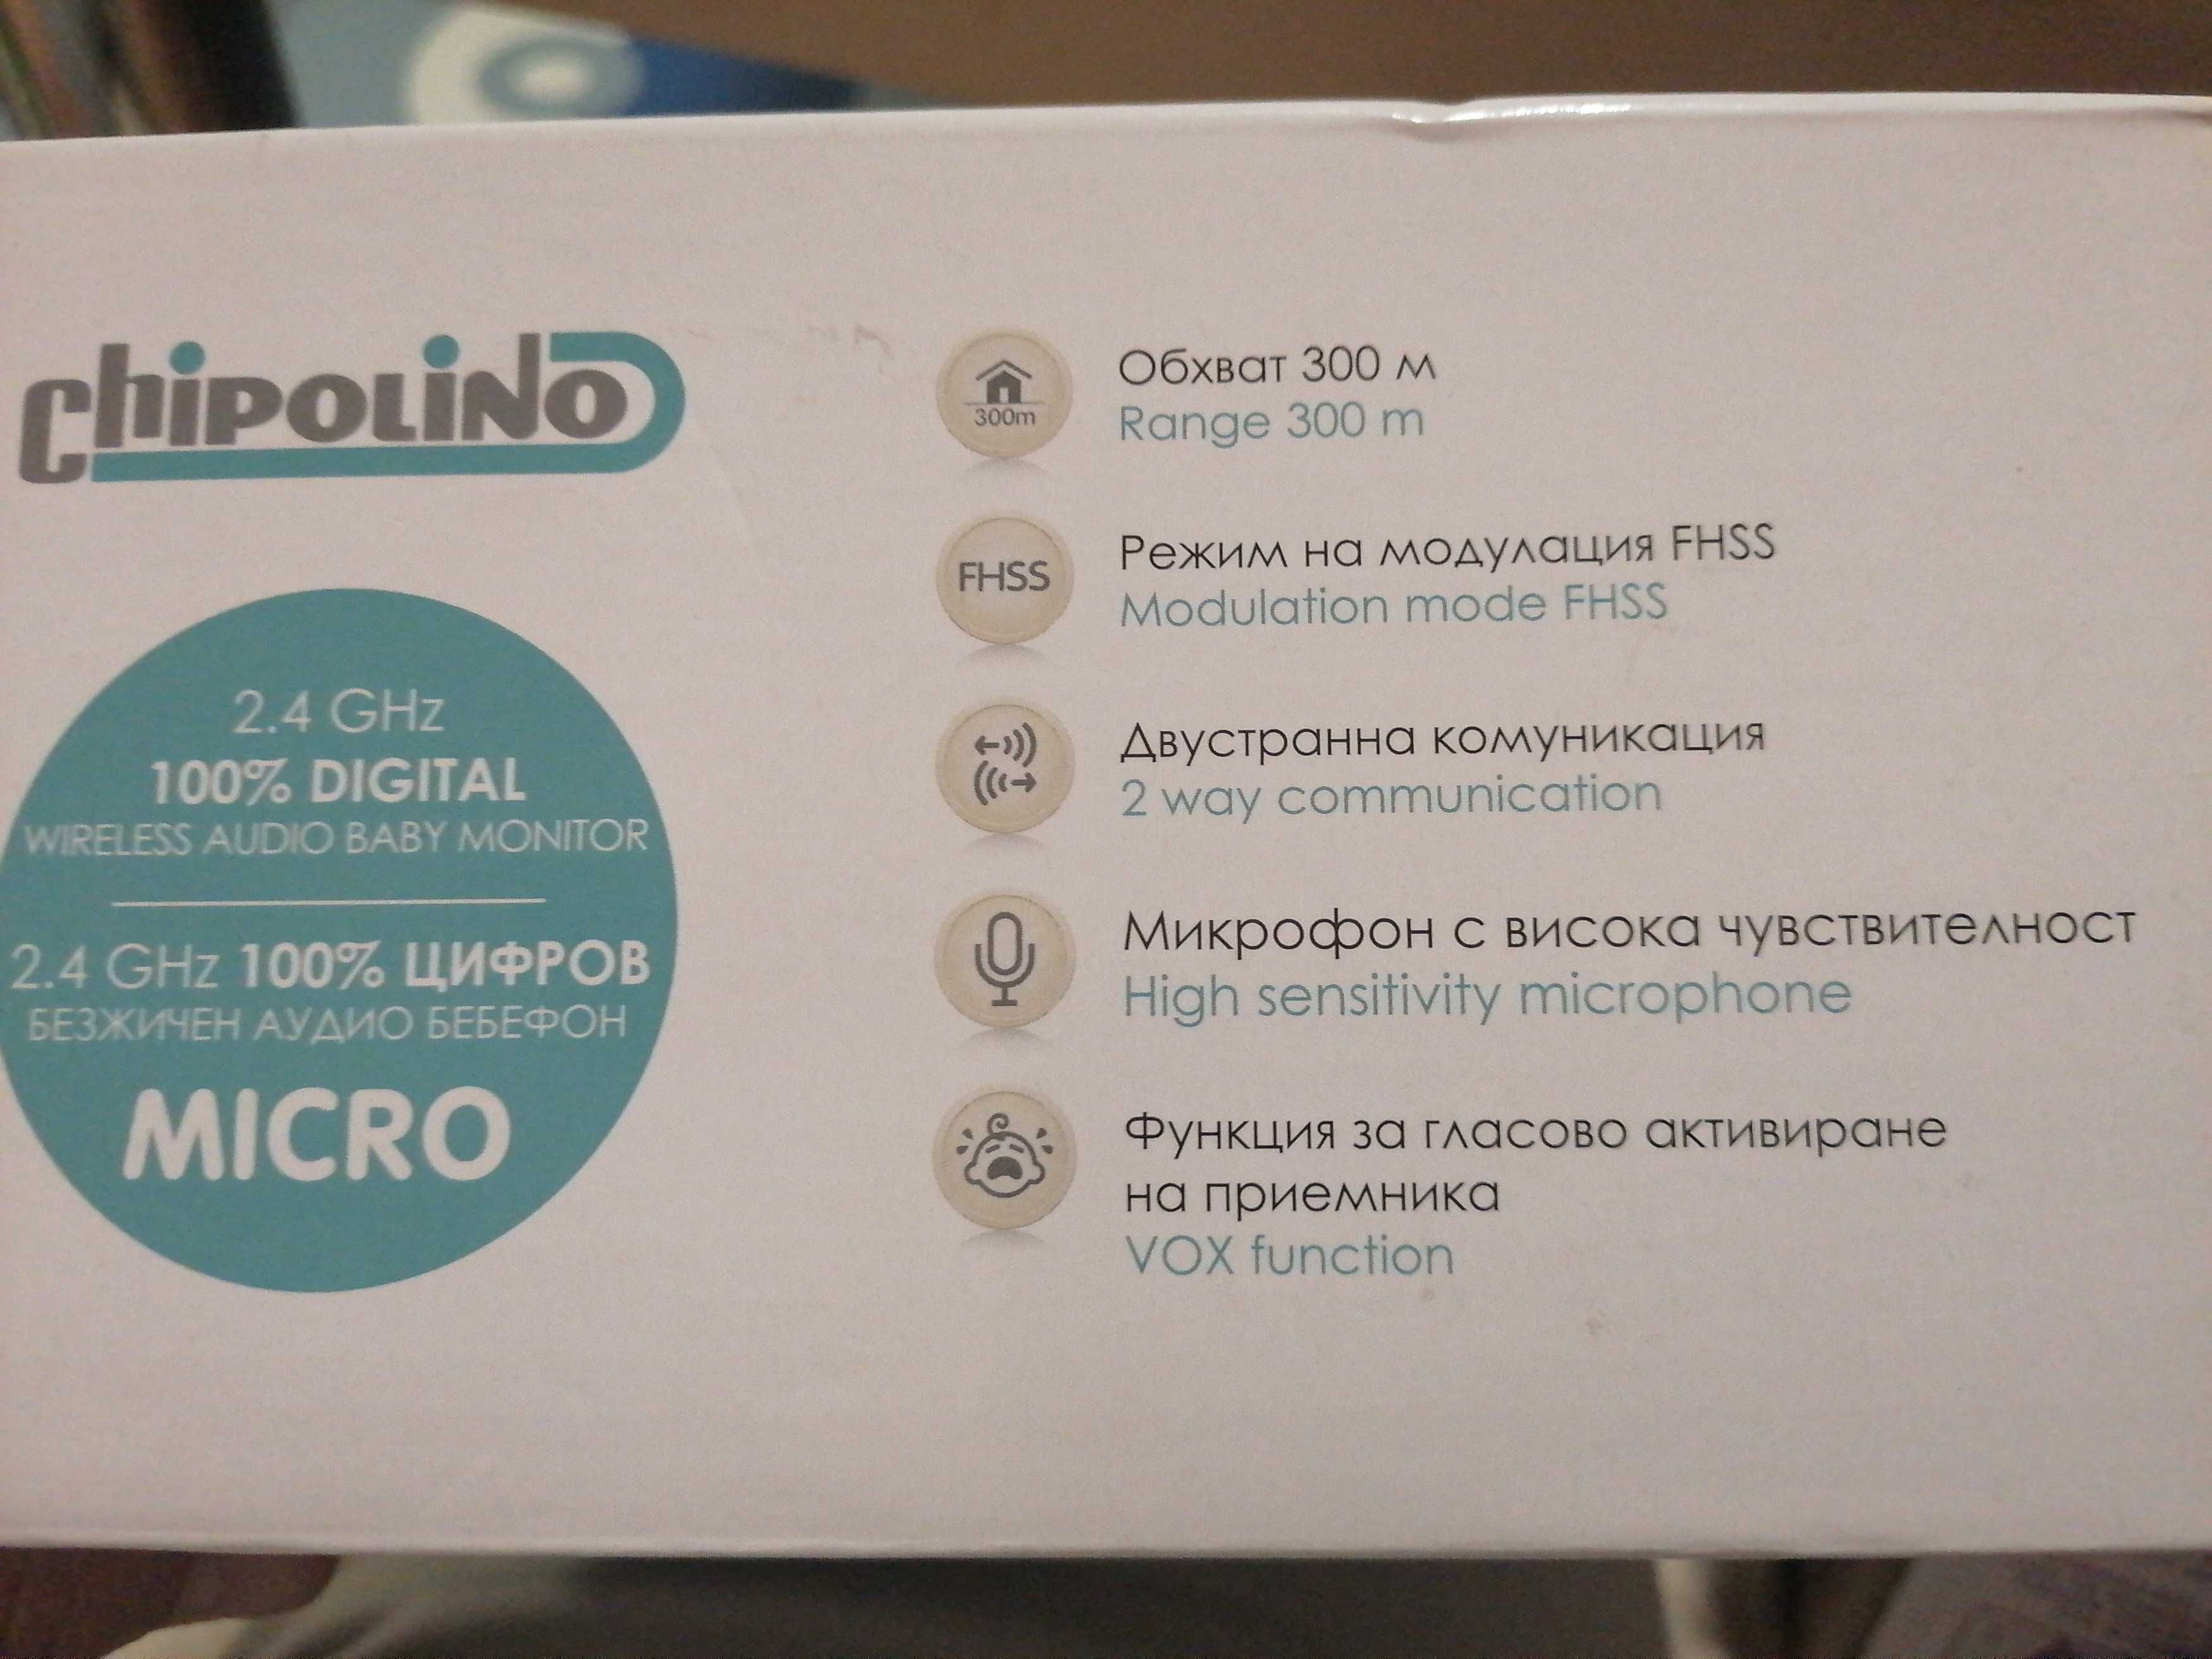 chipolino
2.4 GHz
100% DIGITAL
WIRELESS AUDIO BABY MONITOR
2.4 GHz 100% ЦИФРОВ
БЕЗЖИЧЕН АУДИО БЕБЕФОН
MICRO
300m
Обхват 300 м
Range 300 m
FHSS
Режим на модулация FHSS
Modulation mode FHSS
Двустранна комуникация
2 way communication
Микрофон с висока чувствителност
High sensitivity microphone
Функция за гласово активиране
на приемника
VOX function